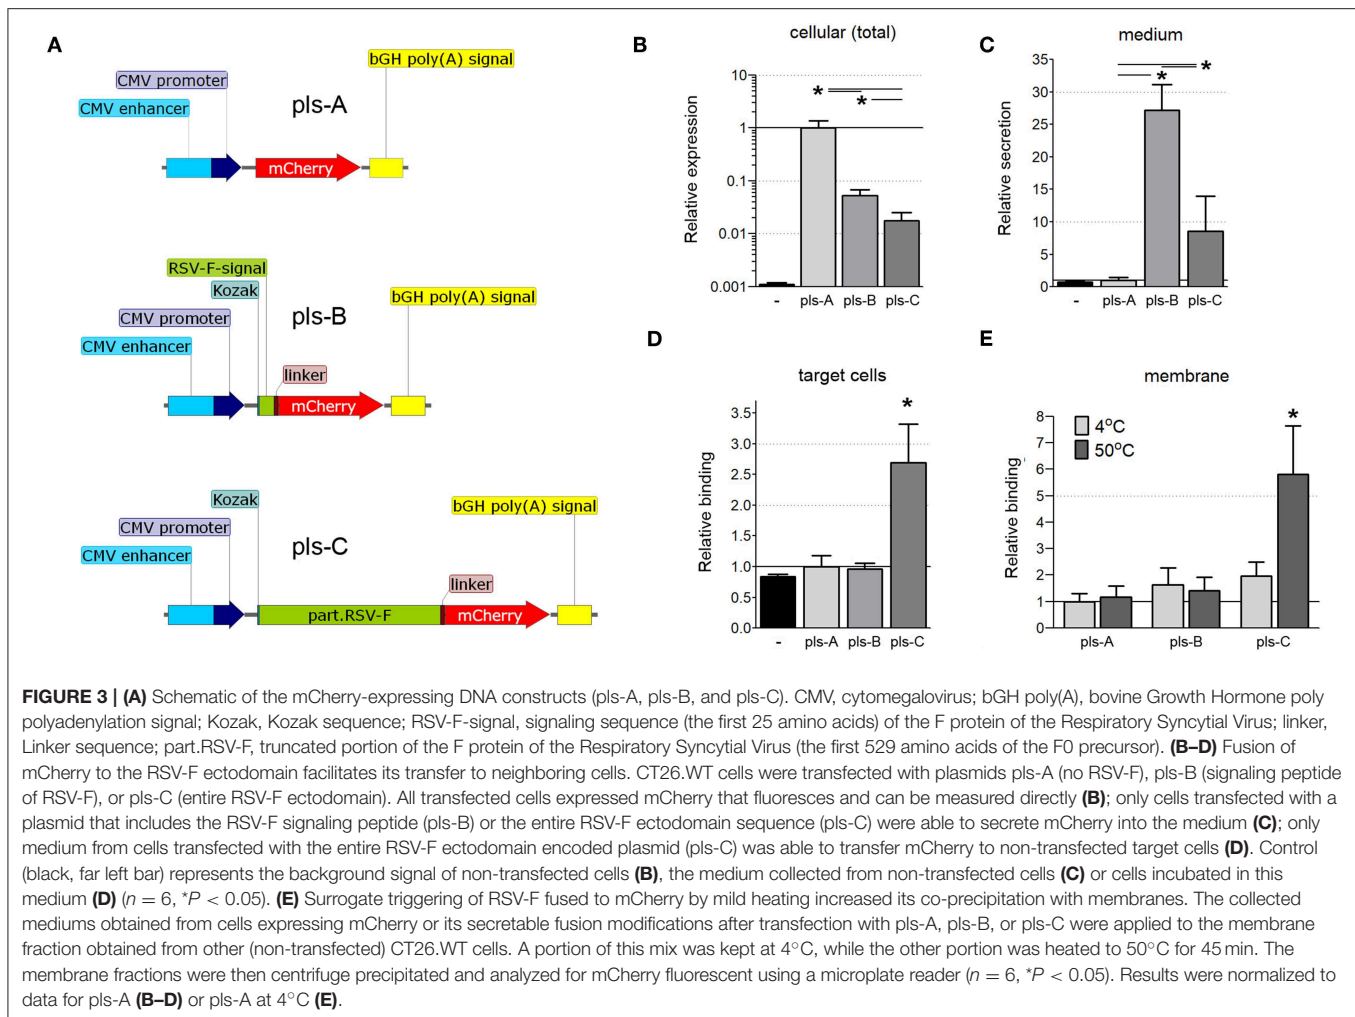 A
CMV promoter
bGH poly(A) signal
CMV enhancer
pls-A
mCherry
RSV-F-signal
Kozak
bGH poly(A) signal
CMV promoter
pls-B
CMV enhancer
linker
mCherry
Kozak
bGH poly(A) signal
CMV promoter
pls-C
CMV enhancer
linker
part.RSV-F
mCherry
B
cellular (total)
Relative expression
10
1
0.1
0.01
0.001
*
*
- pls-A pls-B pls-C
C
medium
Relative secretion
35
30
25
20
15
10
5
0
*
*
- pls-A pls-B pls-C
D
target cells
Relative binding
3.5
3.0
2.5
2.0
1.5
1.0
0.5
0.0
*
- pls-A pls-B pls-C
E
membrane
Relative binding
8
7
6
5
4
3
2
1
0
4°C
50°C
*
pls-A pls-B pls-C
FIGURE 3 | (A) Schematic of the mCherry-expressing DNA constructs (pls-A, pls-B, and pls-C). CMV, cytomegalovirus; bGH poly(A), bovine Growth Hormone poly
polyadenylation signal; Kozak, Kozak sequence; RSV-F-signal, signaling sequence (the first 25 amino acids) of the F protein of the Respiratory Syncytial Virus; linker,
Linker sequence; part.RSV-F, truncated portion of the F protein of the Respiratory Syncytial Virus (the first 529 amino acids of the F0 precursor). (B–D) Fusion of
mCherry to the RSV-F ectodomain facilitates its transfer to neighboring cells. CT26.WT cells were transfected with plasmids pls-A (no RSV-F), pls-B (signaling peptide
of RSV-F), or pls-C (entire RSV-F ectodomain). All transfected cells expressed mCherry that fluoresces and can be measured directly (B); only cells transfected with a
plasmid that includes the RSV-F signaling peptide (pls-B) or the entire RSV-F ectodomain sequence (pls-C) were able to secrete mCherry into the medium (C); only
medium from cells transfected with the entire RSV-F ectodomain encoded plasmid (pls-C) was able to transfer mCherry to non-transfected target cells (D). Control
(black, far left bar) represents the background signal of non-transfected cells (B), the medium collected from non-transfected cells (C) or cells incubated in this
medium (D) (n = 6, *P < 0.05). (E) Surrogate triggering of RSV-F fused to mCherry by mild heating increased its co-precipitation with membranes. The collected
mediums obtained from cells expressing mCherry or its secretable fusion modifications after transfection with pls-A, pls-B, or pls-C were applied to the membrane
fraction obtained from other (non-transfected) CT26.WT cells. A portion of this mix was kept at 4°C, while the other portion was heated to 50°C for 45 min. The
membrane fractions were then centrifuge precipitated and analyzed for mCherry fluorescent using a microplate reader (n = 6, *P < 0.05). Results were normalized to
data for pls-A (B–D) or pls-A at 4°C (E).